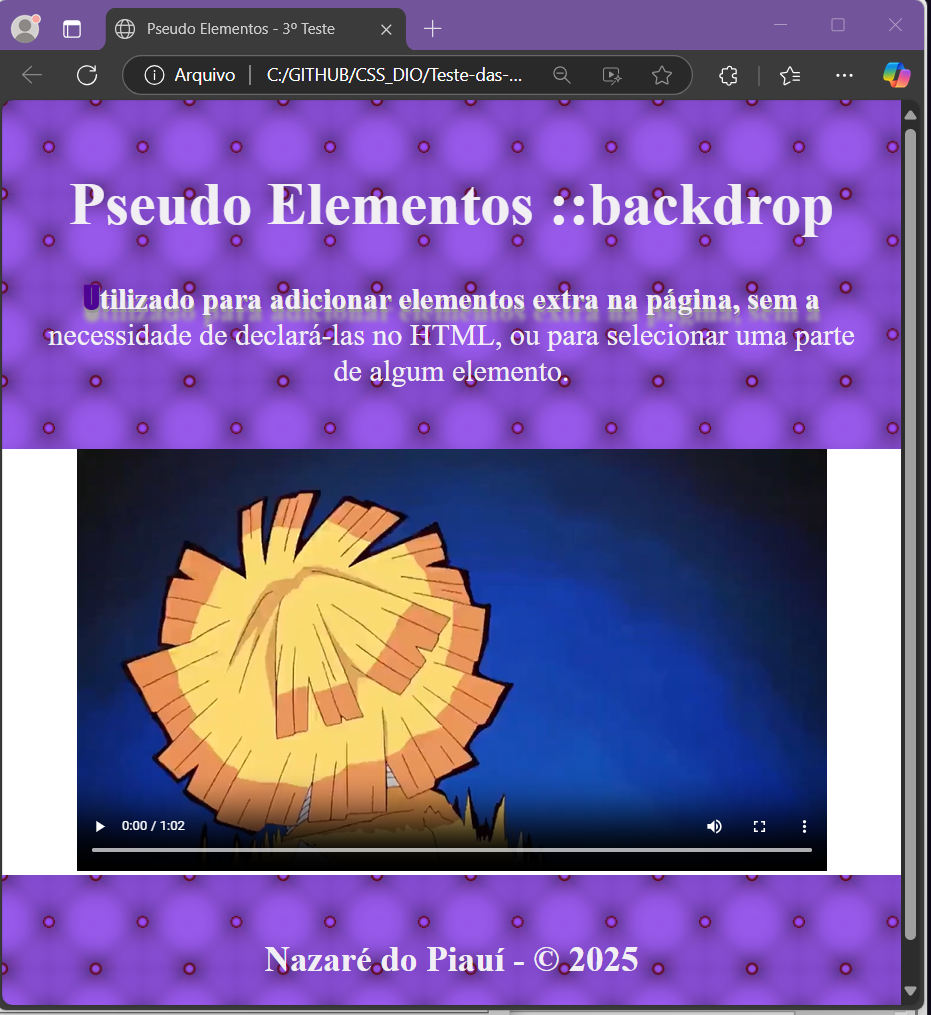 Pseudo Elementos - 3º Teste
Arquivo
C:/GITHUB/CSS_DIO/Teste-das-...
Pseudo Elementos ::backdrop
Utilizado para adicionar elementos extra na página, sem a
necessidade de declará-las no HTML, ou para selecionar uma parte
de algum elemento.
0:00 / 1:02
Nazaré do Piauí - © 2025